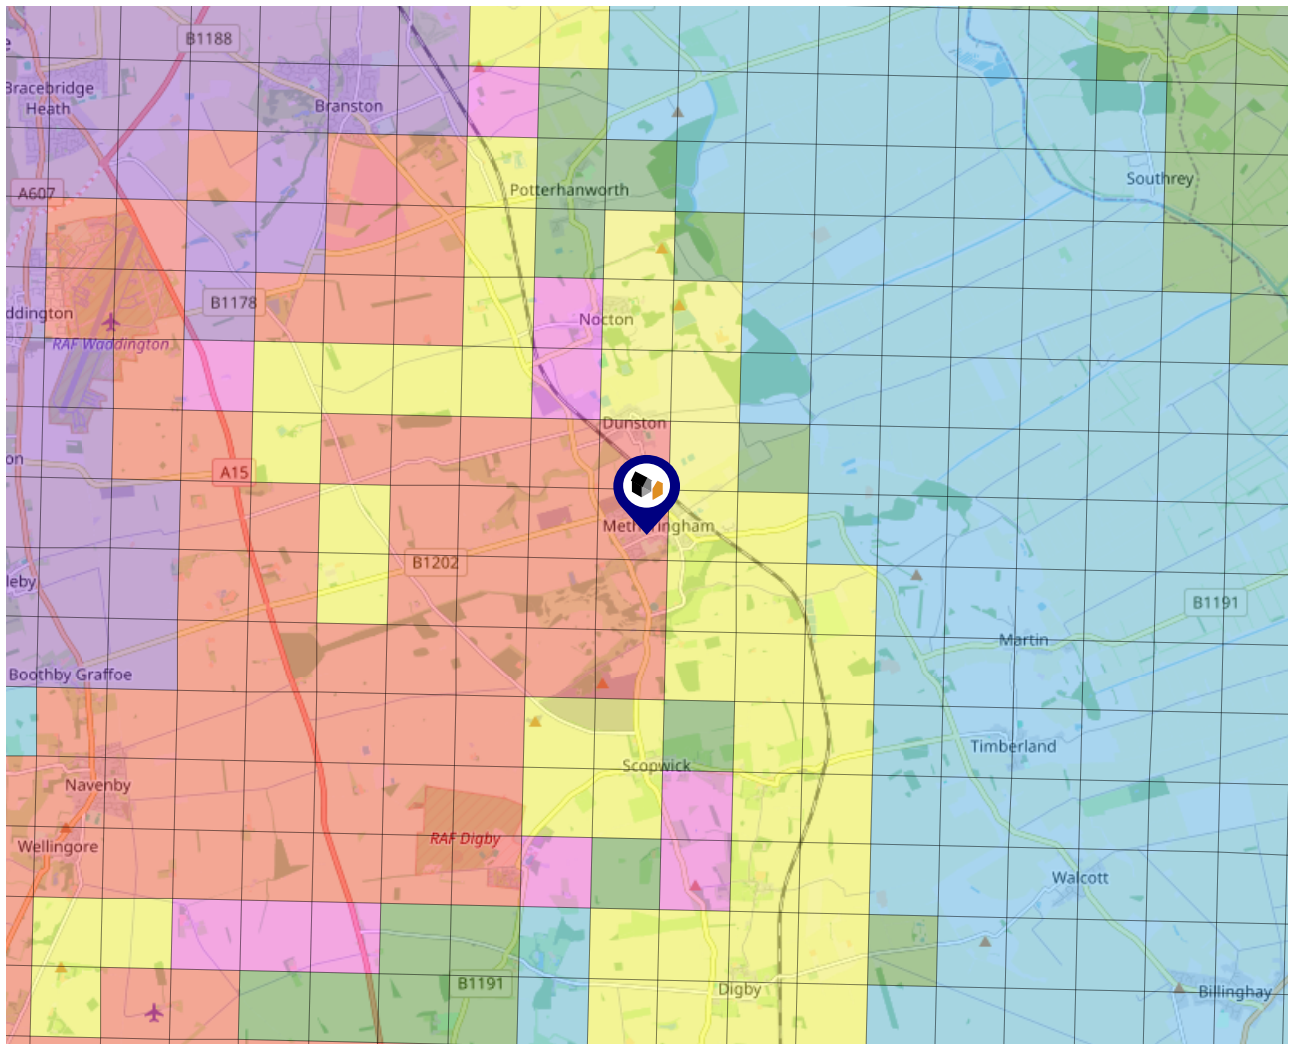 B1188
Bracebridge
Heath
Branston
A607
Potterhanworth
Southrey
B1178
ddington
RAF Waddington
Nocton
Dunston
on
A15
Metheringham
B1202
leby
B1191
Martin
Boothby Graffoe
Timberland
Scopwick
Navenby
RAF Digby
Wellingore
Walcott
B1191
Digby
Billinghay